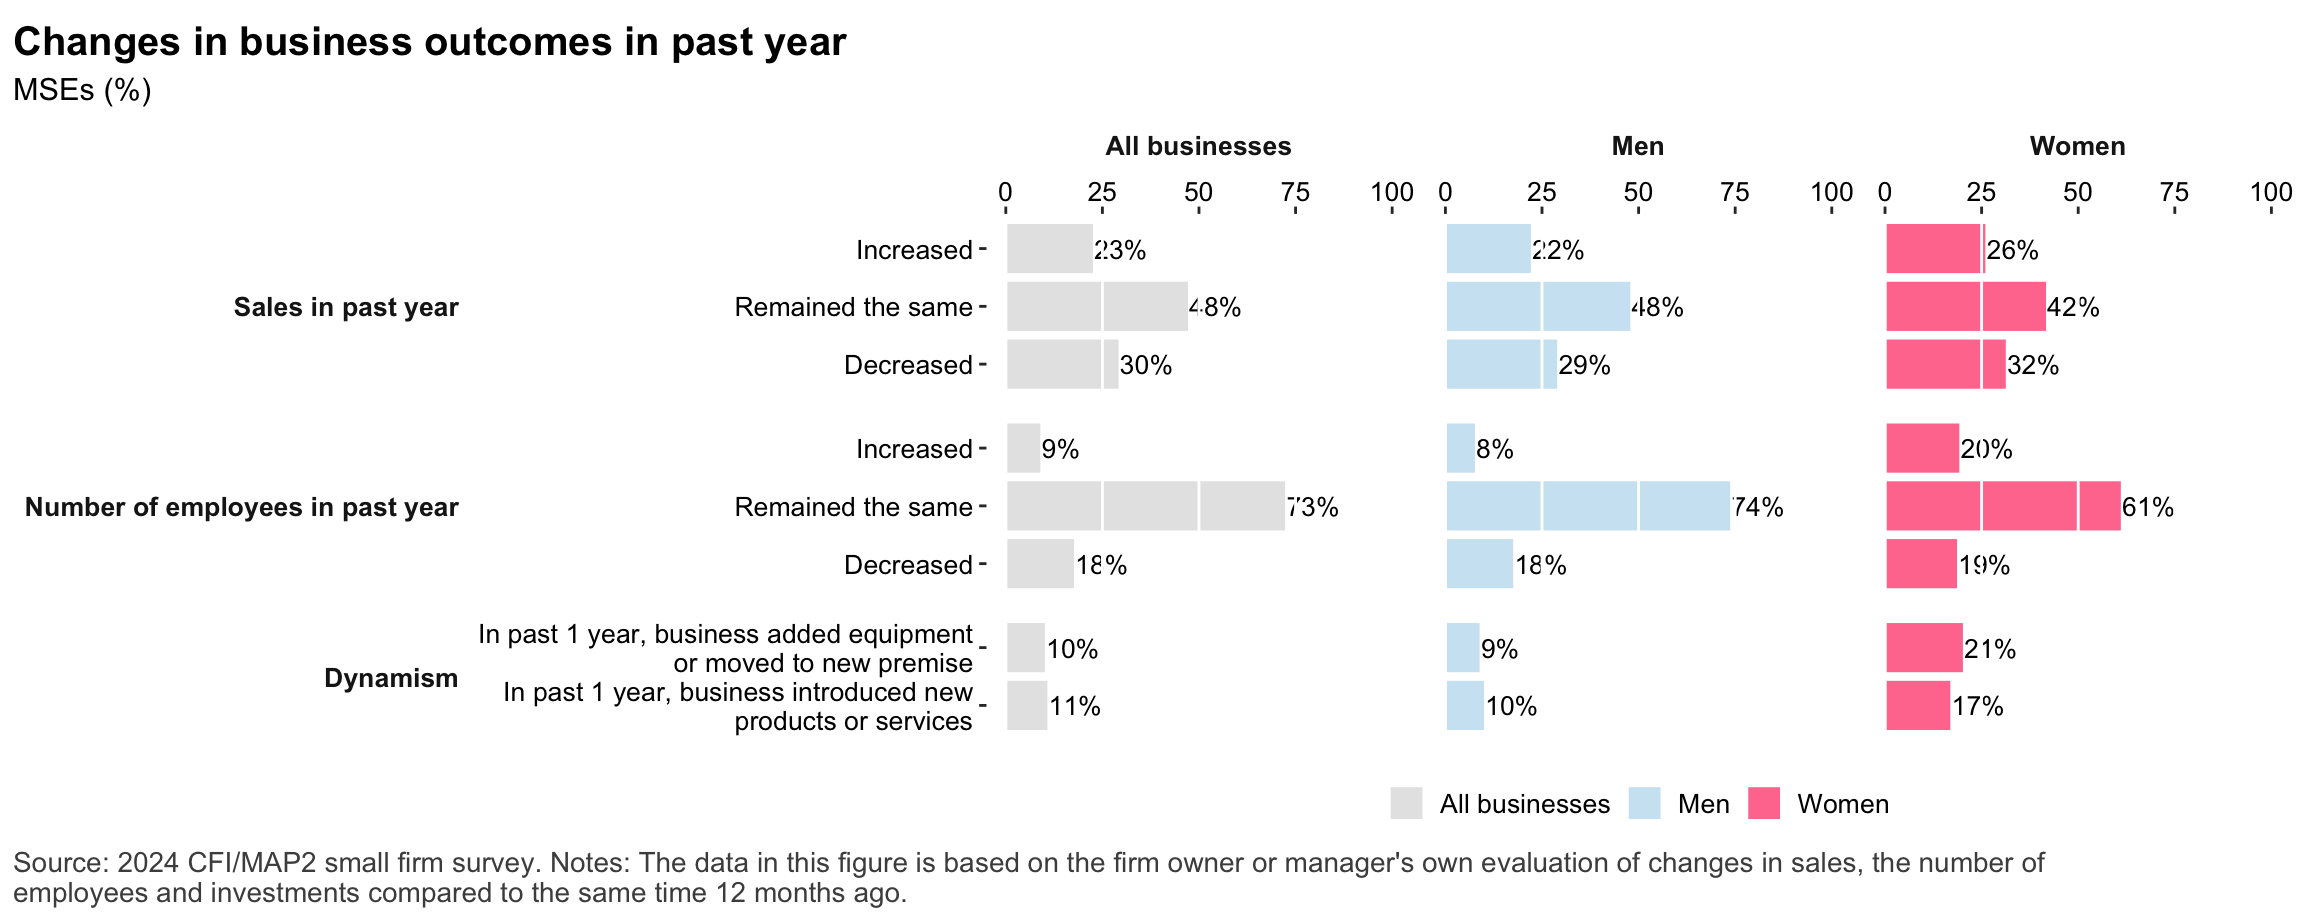 Changes in business outcomes in past year
MSEs (%)
All businesses
Men
Women
0 25 50 75 100
0 25 50 75 100
0 25 50 75 100
Sales in past year
Increased 23% 22% 26%
Remained the same 48% 48% 42%
Decreased 30% 29% 32%
Number of employees in past year
Increased 9% 8% 20%
Remained the same 73% 74% 61%
Decreased 18% 18% 19%
Dynamism
In past 1 year, business added equipment
or moved to new premise
10% 9% 21%
In past 1 year, business introduced new
products or services
11% 10% 17%
All businesses Men Women
Source: 2024 CFI/MAP2 small firm survey. Notes: The data in this figure is based on the firm owner or manager's own evaluation of changes in sales, the number of
employees and investments compared to the same time 12 months ago.